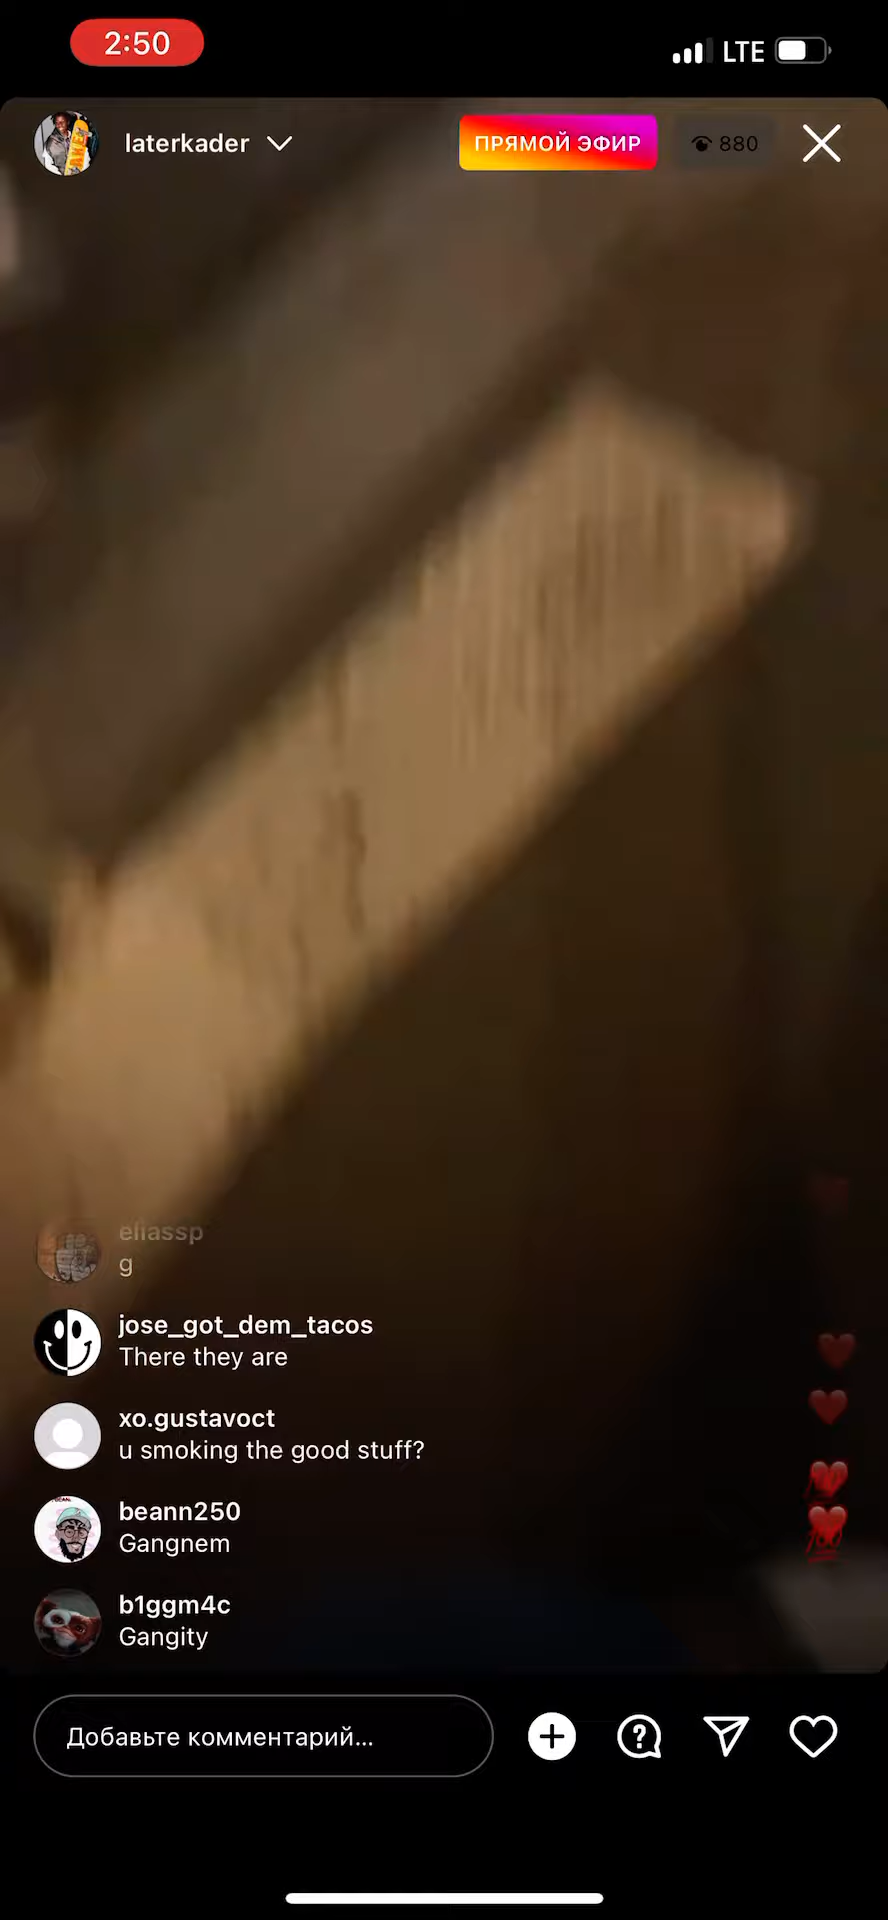 2:50
LTE
laterkader
ПРЯМОЙ ЭФИР
880
eliassp
g
jose_got_dem_tacos
There they are
xo.gustavoct
u smoking the good stuff?
beann250
Gangnem
b1ggm4c
Gangity
Добавьте комментарий...